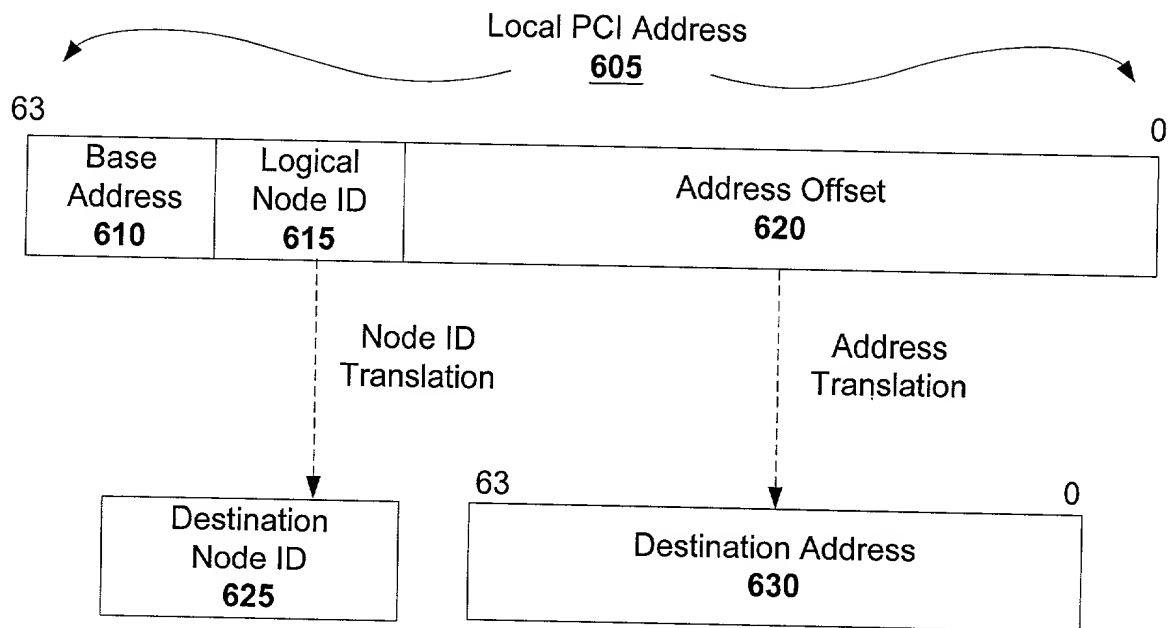 Local PCI Address
605
63
0
Base
Address
610
Logical
Node ID
615
Address Offset
620
Node ID
Translation
Address
Translation
63
0
Destination
Node ID
625
Destination Address
630